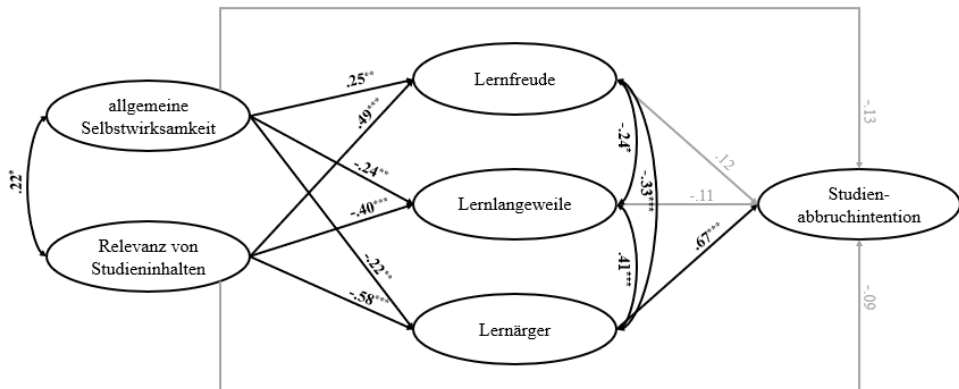 allgemeine
Selbstwirksamkeit
Relevanz von
Studieninhalten
.22*
.25**
.49***
-.24**
-.40***
-.22**
-.58***
Lernfreude
Lernlangeweile
Lernärger
-.24*
-.33***
.41***
.12
-.11
.67***
-.13
-.09
Studien-
abbruchintention